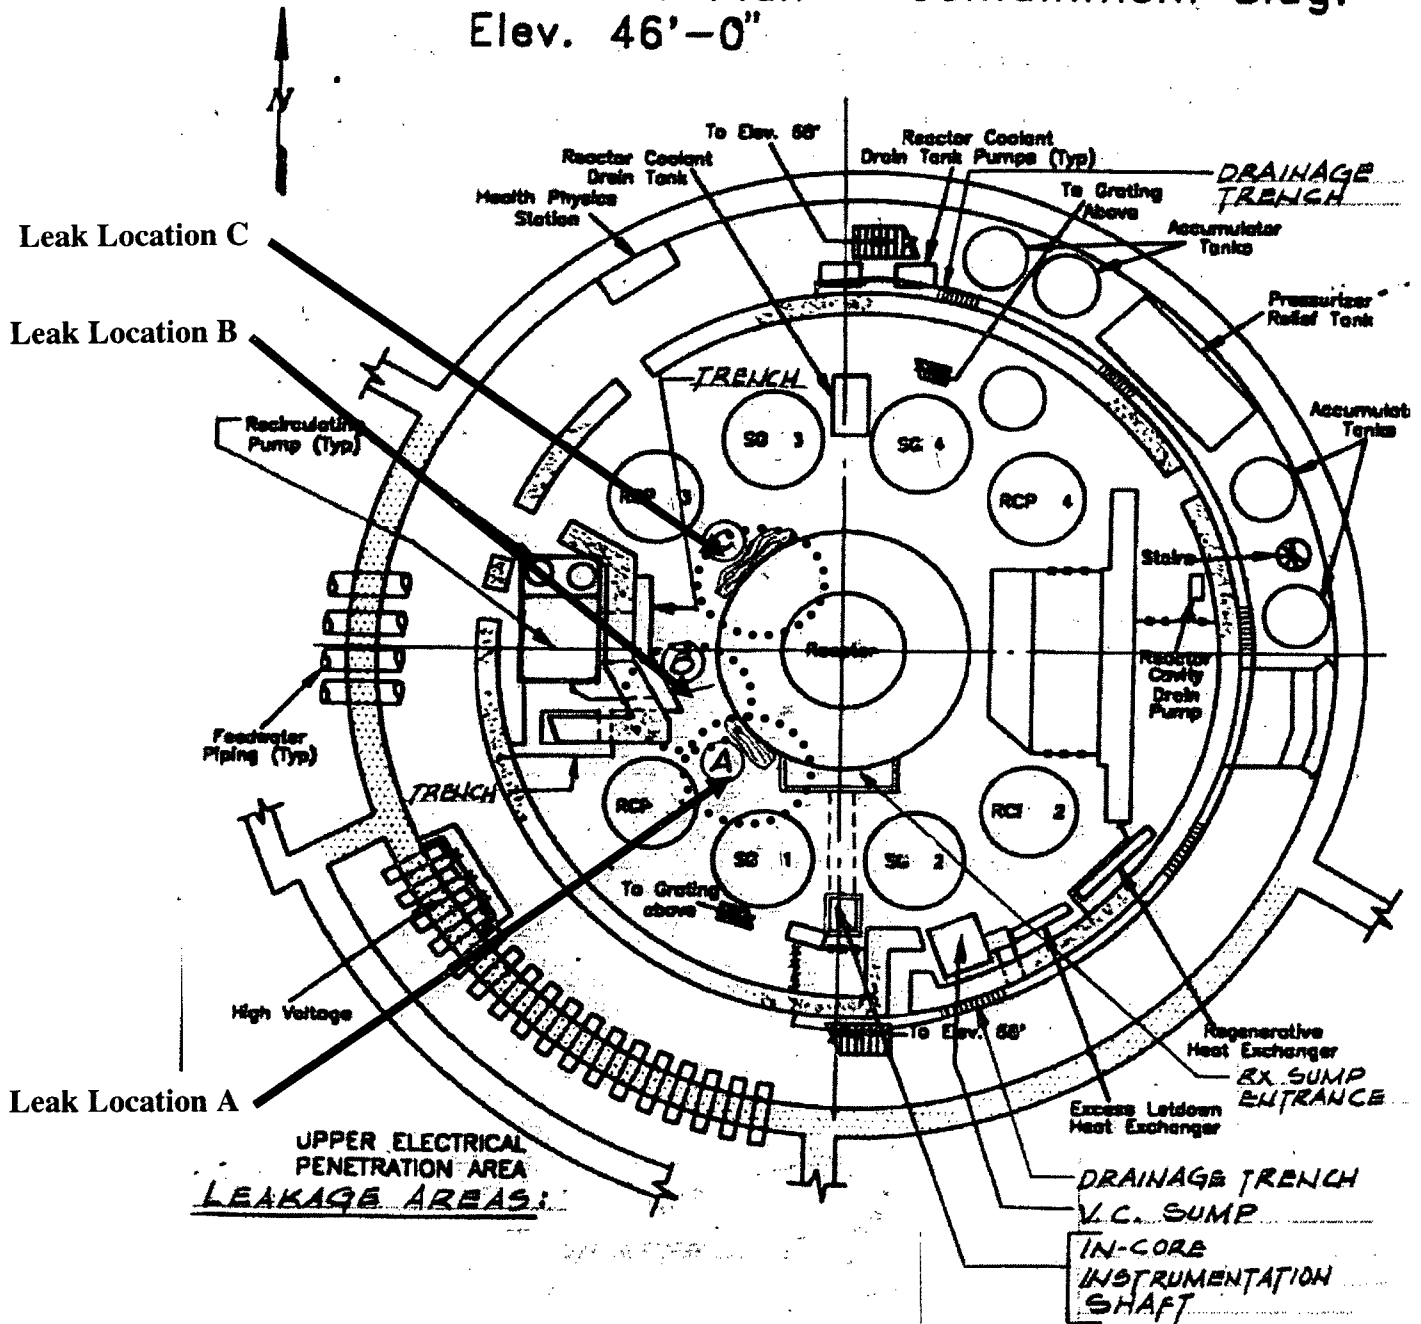 Containment Bldg.
Elev. 46'-0"
N
To Elev. 68'
Reactor Coolant
Drain Tank Pumps (Typ)
Reactor Coolant
Drain Tank
DRAINAGE
TRENCH
To Grating
Above
Health Physics
Station
Accumulator
Tanks
Leak Location C
Pressurizer
Relief Tank
Leak Location B
TRENCH
Accumulat
Tanks
Recirculating
Pump (Typ)
SG 3
SG 4
RCP 3
RCP 4
C
Stairs
Reactor
Reactor
Cavity
Drain
Pump
Feedwater
Piping (Typ)
A
TRENCH
RCP
2
SG 1
SG 2
To Grating
above
High Voltage
To Elev.
Regenerative
Heat Exchanger
RX SUMP
ENTRANCE
Leak Location A
Excess Letdown
Heat Exchanger
UPPER ELECTRICAL
PENETRATION AREA
LEAKAGE AREAS:
DRAINAGE TRENCH
V.C. SUMP
IN-CORE
INSTRUMENTATION
SHAFT